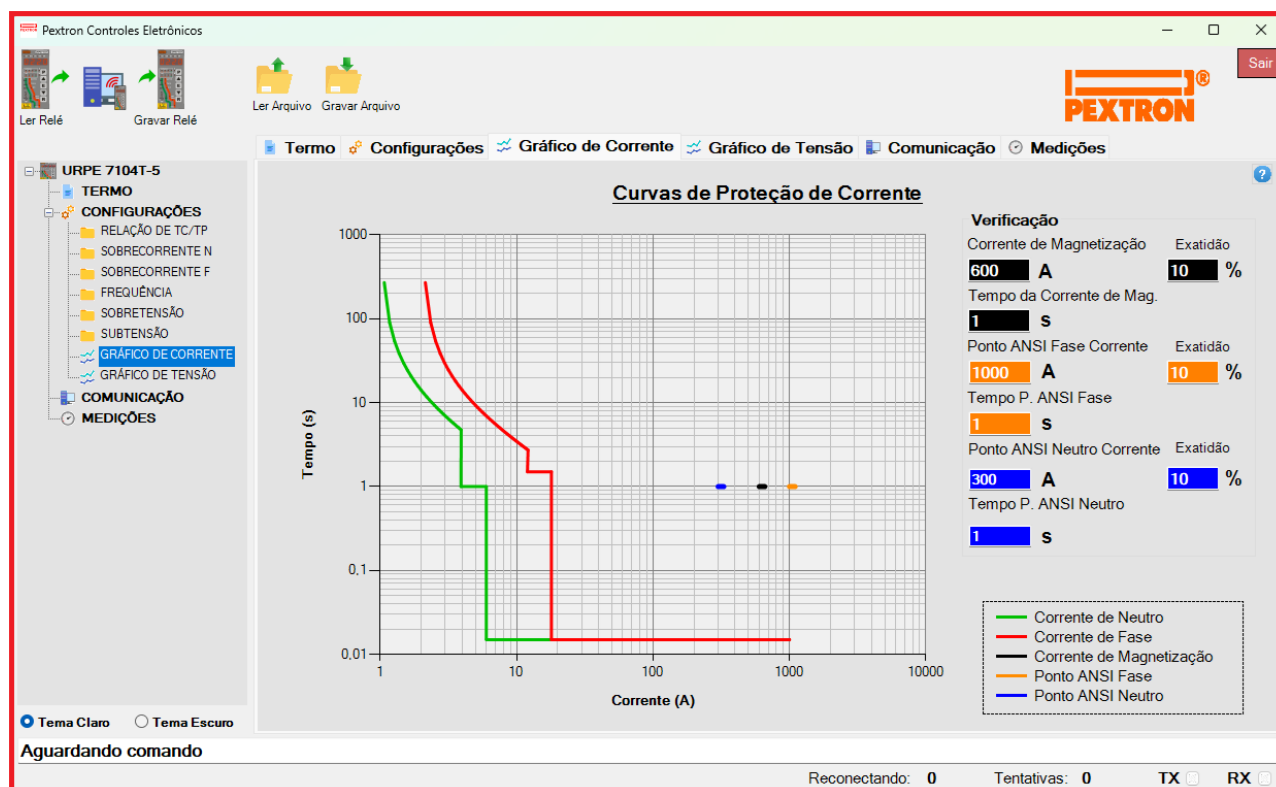 Pextron Controles Eletrônicos
Sair
Ler Relé
Gravar Relé
Ler Arquivo
Gravar Arquivo
PEXTRON®
Termo
Configurações
Gráfico de Corrente
Gráfico de Tensão
Comunicação
Medições
URPE 7104T-5
TERMO
CONFIGURAÇÕES
RELAÇÃO DE TC/TP
SOBRECORRENTE N
SOBRECORRENTE F
FREQUÊNCIA
SOBRETENSÃO
SUBTENSÃO
GRÁFICO DE CORRENTE
GRÁFICO DE TENSÃO
COMUNICAÇÃO
MEDIÇÕES
Tema Claro
Tema Escuro
?
Curvas de Proteção de Corrente
Tempo (s)
1000
100
10
1
0.1
0.01
1
10
100
1000
10000
Corrente (A)
Verificação
Corrente de Magnetização Exatidão
600 A 10 %
Tempo da Corrente de Mag.
1 s
Ponto ANSI Fase Corrente Exatidão
1000 A 10 %
Tempo P. ANSI Fase
1 s
Ponto ANSI Neutro Corrente Exatidão
300 A 10 %
Tempo P. ANSI Neutro
1 s
Corrente de Neutro
Corrente de Fase
Corrente de Magnetização
Ponto ANSI Fase
Ponto ANSI Neutro
Aguardando comando
Reconectando: 0 Tentativas: 0 TX RX